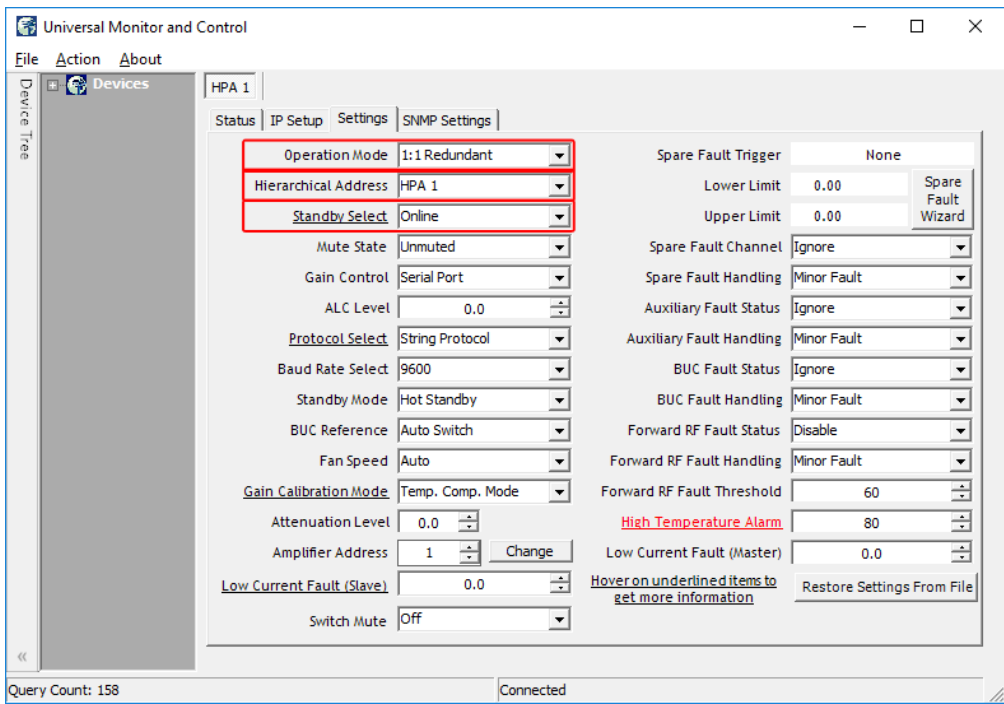 Universal Monitor and Control
File Action About
Device Tree
Devices
HPA 1
Status IP Setup Settings SNMP Settings
Operation Mode 1:1 Redundant
Hierarchical Address HPA 1
Standby Select Online
Mute State Unmuted
Gain Control Serial Port
ALC Level 0.0
Protocol Select String Protocol
Baud Rate Select 9600
Standby Mode Hot Standby
BUC Reference Auto Switch
Fan Speed Auto
Gain Calibration Mode Temp. Comp. Mode
Attenuation Level 0.0
Amplifier Address 1 Change
Low Current Fault (Slave) 0.0
Switch Mute Off
Spare Fault Trigger None
Lower Limit 0.00
Upper Limit 0.00
Spare
Fault
Wizard
Spare Fault Channel Ignore
Spare Fault Handling Minor Fault
Auxiliary Fault Status Ignore
Auxiliary Fault Handling Minor Fault
BUC Fault Status Ignore
BUC Fault Handling Minor Fault
Forward RF Fault Status Disable
Forward RF Fault Handling Minor Fault
Forward RF Fault Threshold 60
High Temperature Alarm 80
Low Current Fault (Master) 0.0
Hover on underlined items to
get more information
Restore Settings From File
Query Count: 158 Connected